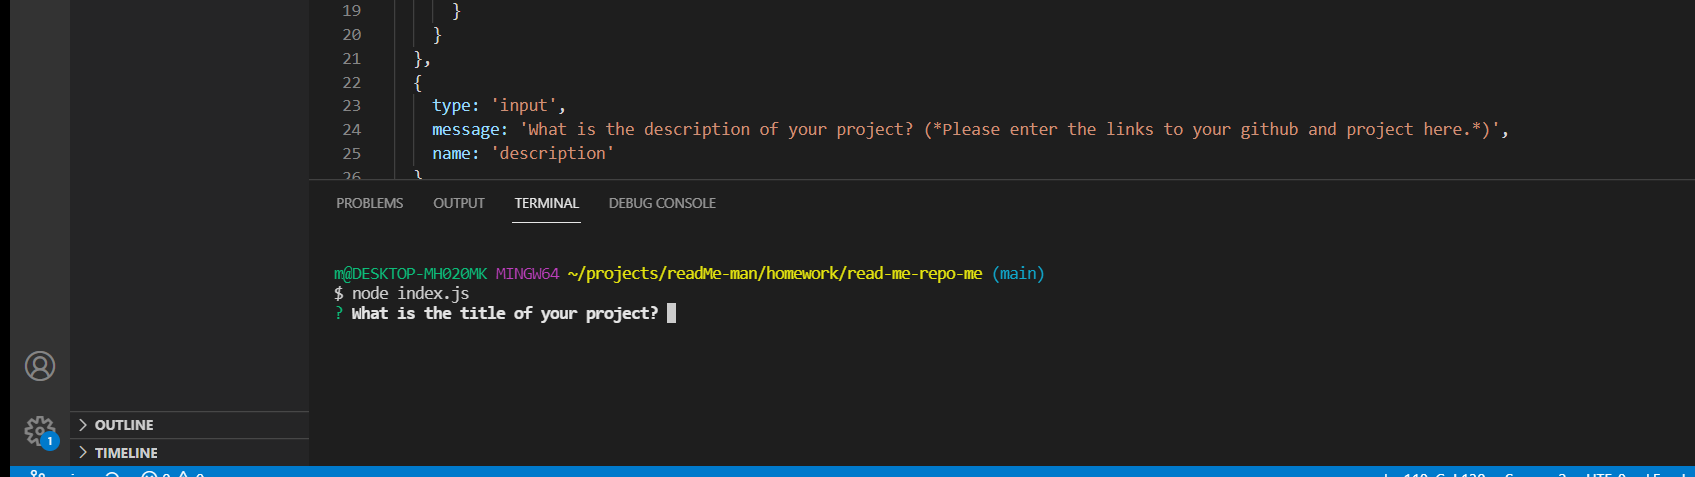 19 }
20 }
21 },
22 {
23 type: 'input',
24 message: 'What is the description of your project? (*Please enter the links to your github and project here.*)',
25 name: 'description'
26 }
PROBLEMS OUTPUT TERMINAL DEBUG CONSOLE
m@DESKTOP-MH020MK MINGW64 ~/projects/readMe-man/homework/read-me-repo-me (main)
$ node index.js
? What is the title of your project?
1
OUTLINE
TIMELINE